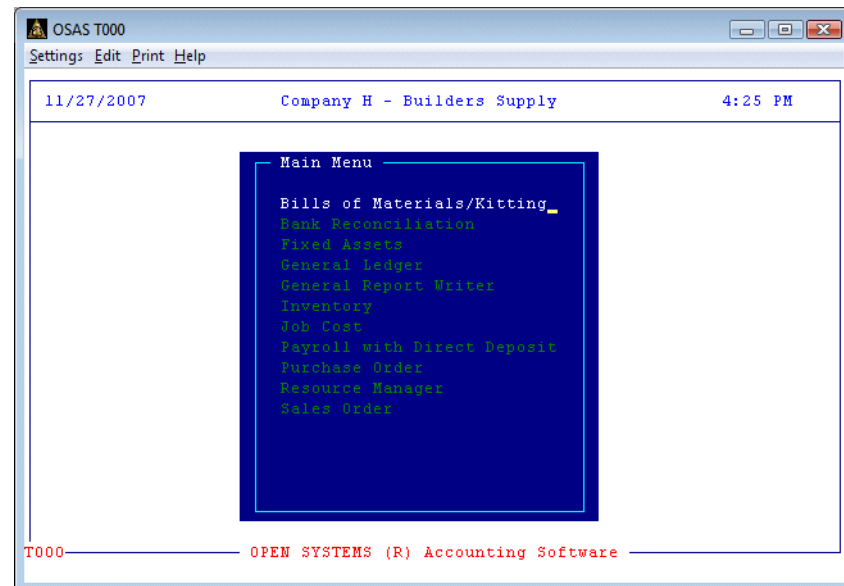 OSAS T000
Settings Edit Print Help
11/27/2007 Company H - Builders Supply 4:25 PM
Main Menu
Bills of Materials/Kitting_
Bank Reconciliation
Fixed Assets
General Ledger
General Report Writer
Inventory
Job Cost
Payroll with Direct Deposit
Purchase Order
Resource Manager
Sales Order
T000 OPEN SYSTEMS (R) Accounting Software